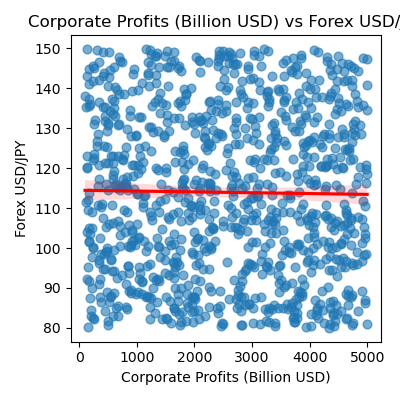 Corporate Profits (Billion USD) vs Forex USD/
150
140
130
120
110
100
90
80
Forex USD/JPY
0 1000 2000 3000 4000 5000
Corporate Profits (Billion USD)